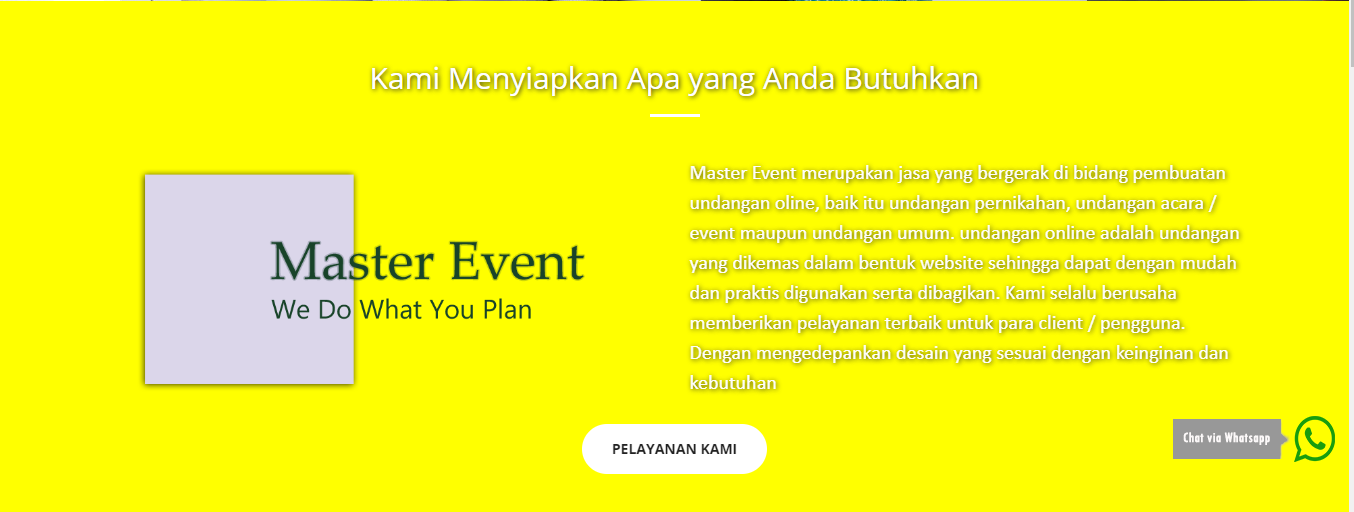 Kami Menyiapkan Apa yang Anda Butuhkan
Master Event
We Do What You Plan
Master Event merupakan jasa yang bergerak di bidang pembuatan
undangan oline, baik itu undangan pernikahan, undangan acara /
event maupun undangan umum. undangan online adalah undangan
yang dikemas dalam bentuk website sehingga dapat dengan mudah
dan praktis digunakan serta dibagikan. Kami selalu berusaha
memberikan pelayanan terbaik untuk para client / pengguna.
Dengan mengedepankan desain yang sesuai dengan keinginan dan
kebutuhan
PELAYANAN KAMI
Chat via Whatsapp